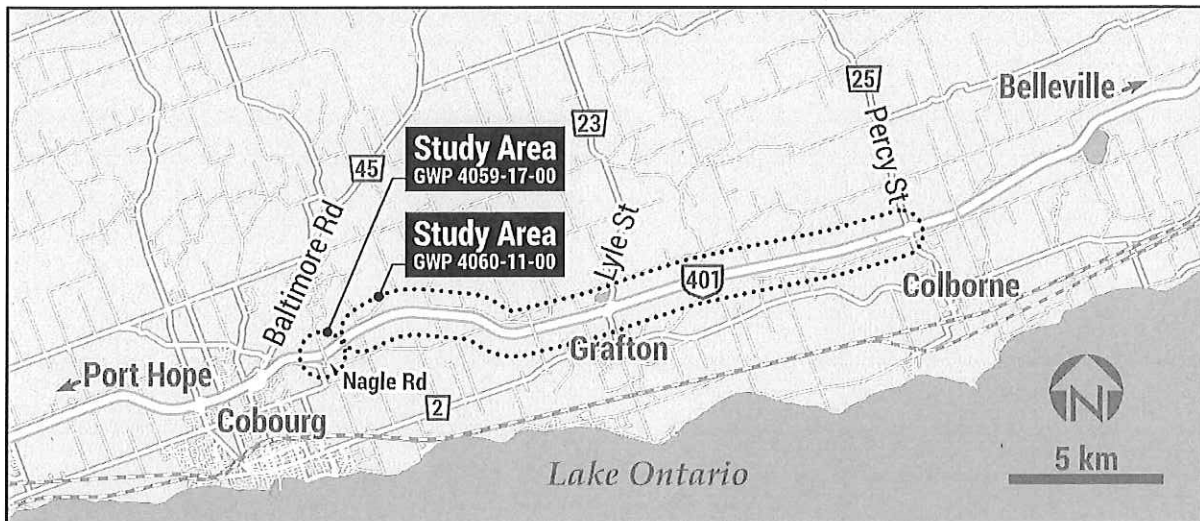 Belleville
25
Percy St
23
Study Area
GWP 4059-17-00
45
Baltimore Rd
Study Area
GWP 4060-11-00
Lyle St
401
Colborne
Grafton
Port Hope
Nagle Rd
2
Cobourg
N
5 km
Lake Ontario